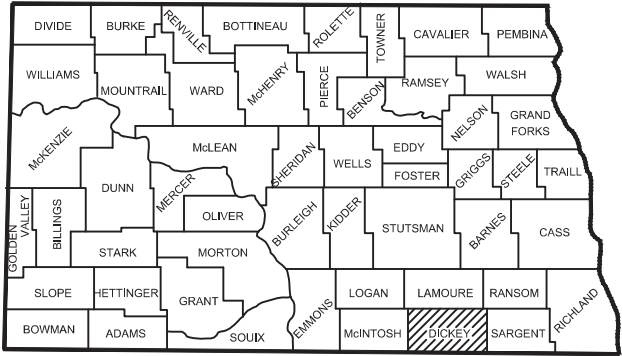 DIVIDE
BURKE
RENVILLE
BOTTINEAU
ROLETTE
TOWNER
CAVALIER
PEMBINA
WILLIAMS
MOUNTRAIL
WARD
McHENRY
PIERCE
BENSON
RAMSEY
WALSH
NELSON
GRAND
FORKS
McKENZIE
McLEAN
SHERIDAN
WELLS
EDDY
FOSTER
GRIGGS
STEELE
TRAILL
DUNN
MERCER
OLIVER
GOLDEN
VALLEY
BILLINGS
BURLEIGH
KIDDER
STUTSMAN
BARNES
CASS
STARK
MORTON
SLOPE
HETTINGER
GRANT
EMMONS
LOGAN
LAMOURE
RANSOM
RICHLAND
BOWMAN
ADAMS
SOUIX
McINTOSH
DICKEY
SARGENT